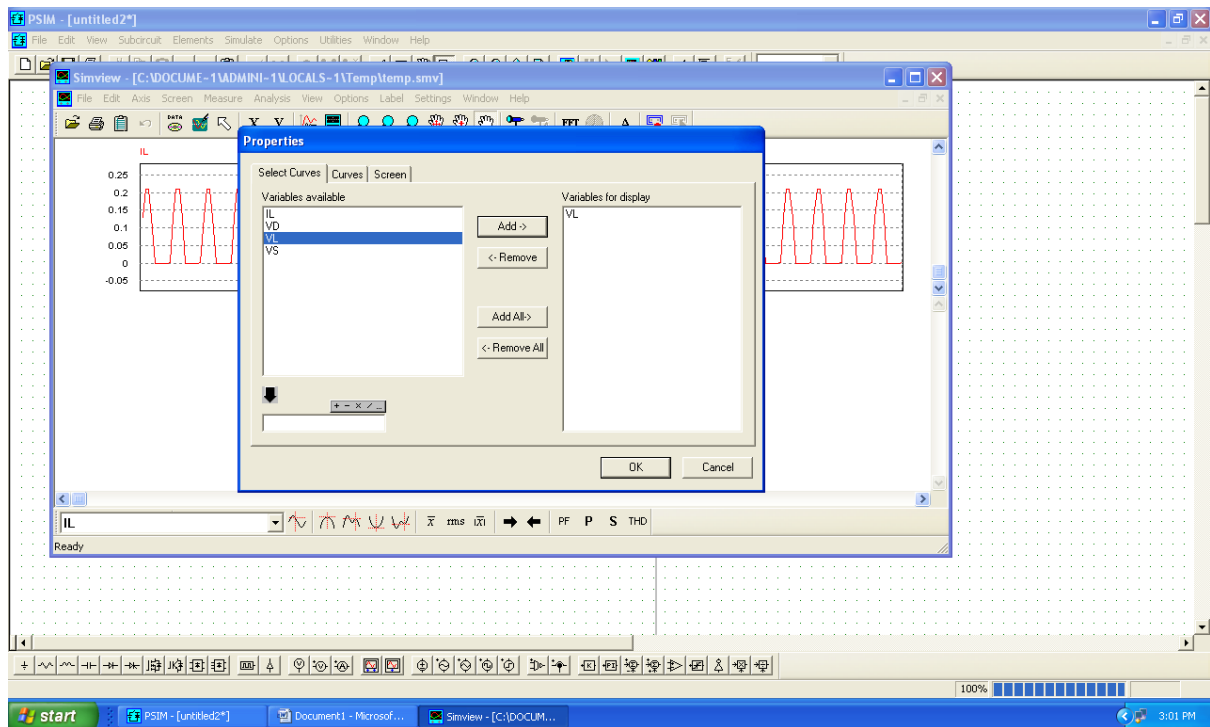 PSIM - [untitled2*]
File Edit View Subcircuit Elements Simulate Options Utilities Window Help
Simview - [C:\DOCUME~1\ADMINI~1\LOCALS~1\Temp\temp.smv]
File Edit Axis Screen Measure Analysis View Options Label Settings Window Help
DATA X Y FFT Δ
Properties
IL
0.25
0.2
0.15
0.1
0.05
0
-0.05
Select Curves Curves Screen
Variables available
IL
VD
VL
VS
Add ->
<- Remove
Add All->
<- Remove All
Variables for display
VL
+ - × / _
OK Cancel
IL
x̄ rms |x̄| PF P S THD
Ready
100%
start PSIM - [untitled2*] Document1 - Microsof... Simview - [C:\DOCUM... 3:01 PM